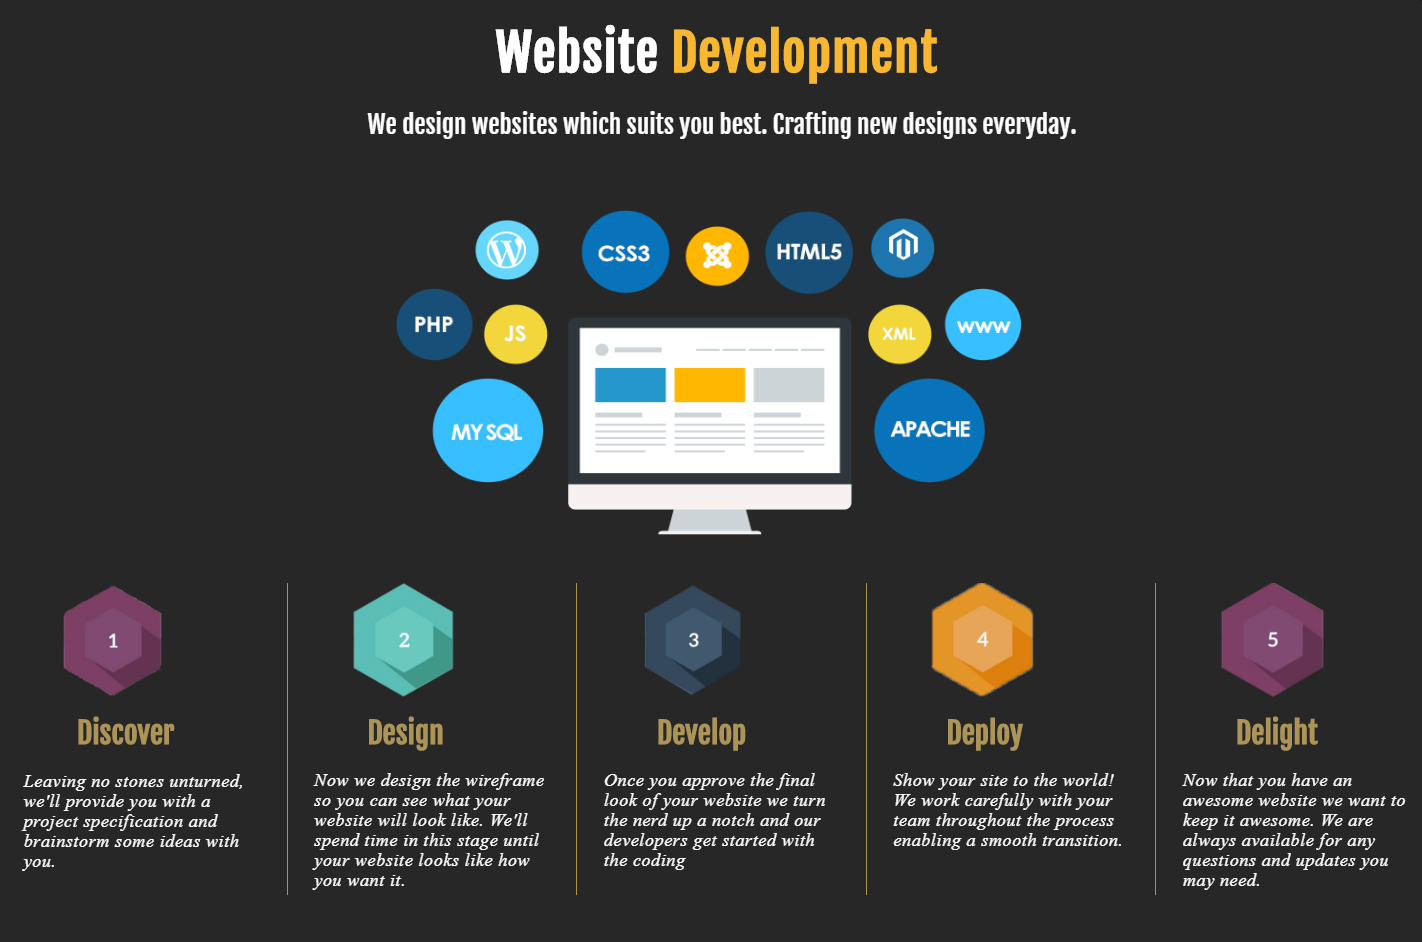 Website Development
We design websites which suits you best. Crafting new designs everyday.
CSS3
HTML5
PHP
JS
XML
WWW
MY SQL
APACHE
1
2
3
4
5
Discover
Design
Develop
Deploy
Delight
Leaving no stones unturned,
we'll provide you with a
project specification and
brainstorm some ideas with
you.
Now we design the wireframe
so you can see what your
website will look like. We'll
spend time in this stage until
your website looks like how
you want it.
Once you approve the final
look of your website we turn
the nerd up a notch and our
developers get started with
the coding
Show your site to the world!
We work carefully with your
team throughout the process
enabling a smooth transition.
Now that you have an
awesome website we want to
keep it awesome. We are
always available for any
questions and updates you
may need.